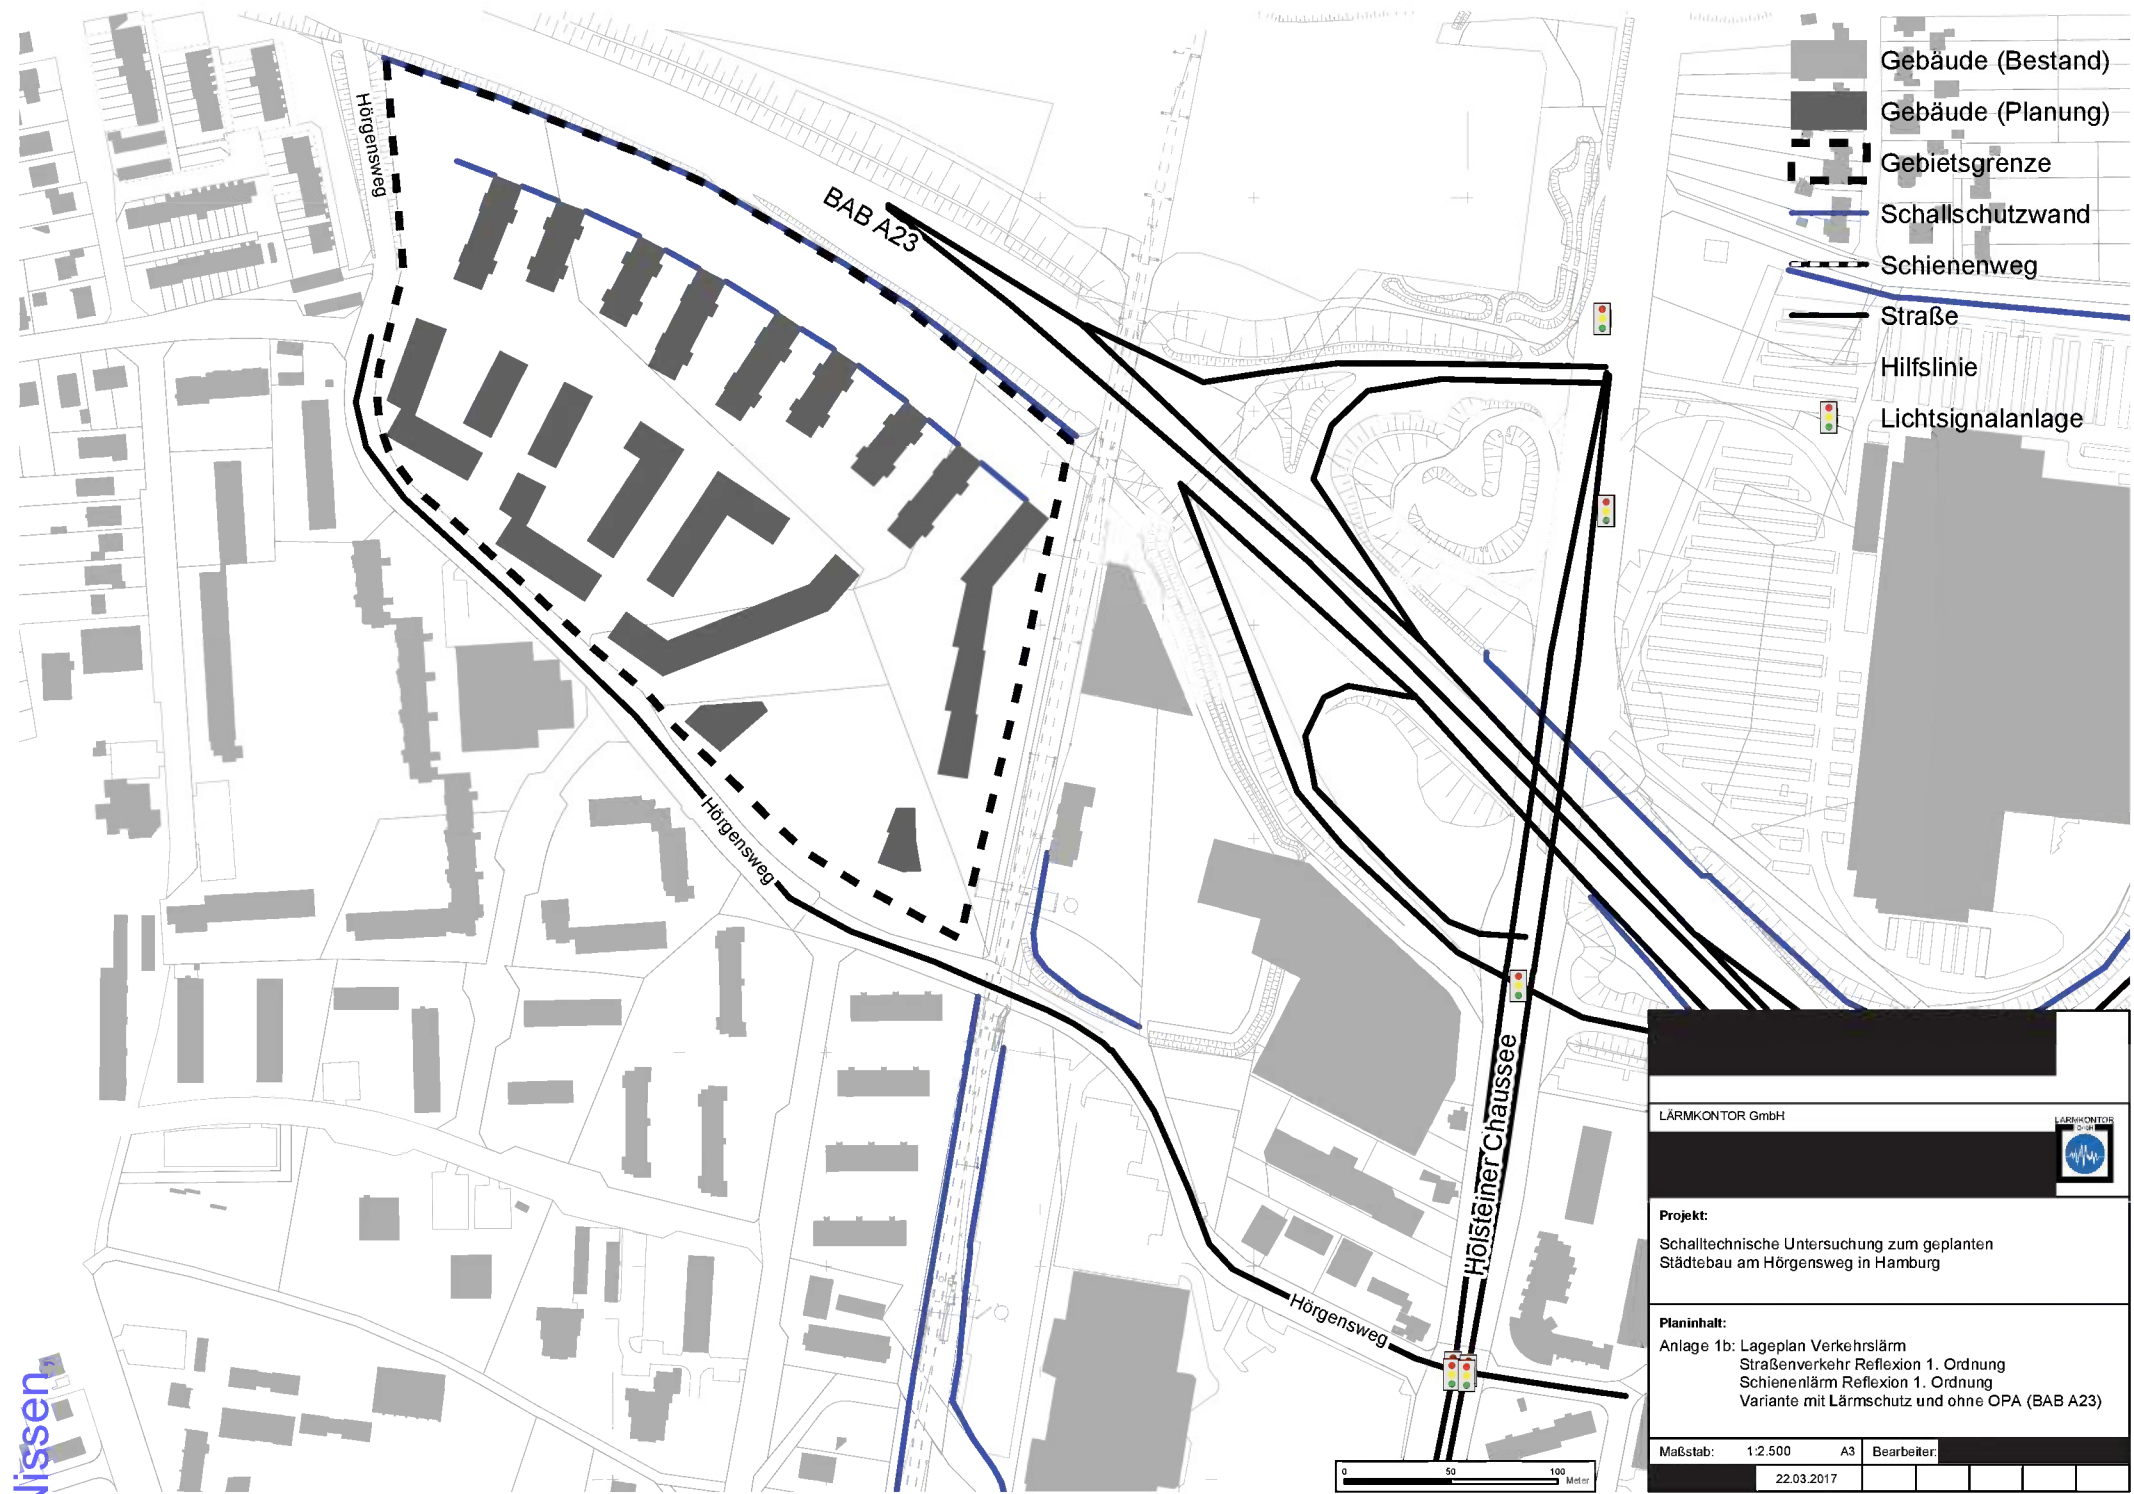 Gebäude (Bestand)
Gebäude (Planung)
Gebietsgrenze
Schallschutzwand
Schienenweg
Straße
Hilfslinie
Lichtsignalanlage
Hörgensweg
BAB A23
Hörgensweg
Holsteiner Chaussee
Hörgensweg
LÄRMKONTOR GmbH
LÄRMKONTOR
GmbH
Projekt:
Schalltechnische Untersuchung zum geplanten
Städtebau am Hörgensweg in Hamburg
Planinhalt:
Anlage 1b: Lageplan Verkehrslärm
Straßenverkehr Reflexion 1. Ordnung
Schienenlärm Reflexion 1. Ordnung
Variante mit Lärmschutz und ohne OPA (BAB A23)
Maßstab: 1:2.500 A3 Bearbeiter:
22.03.2017
0 50 100
Meter